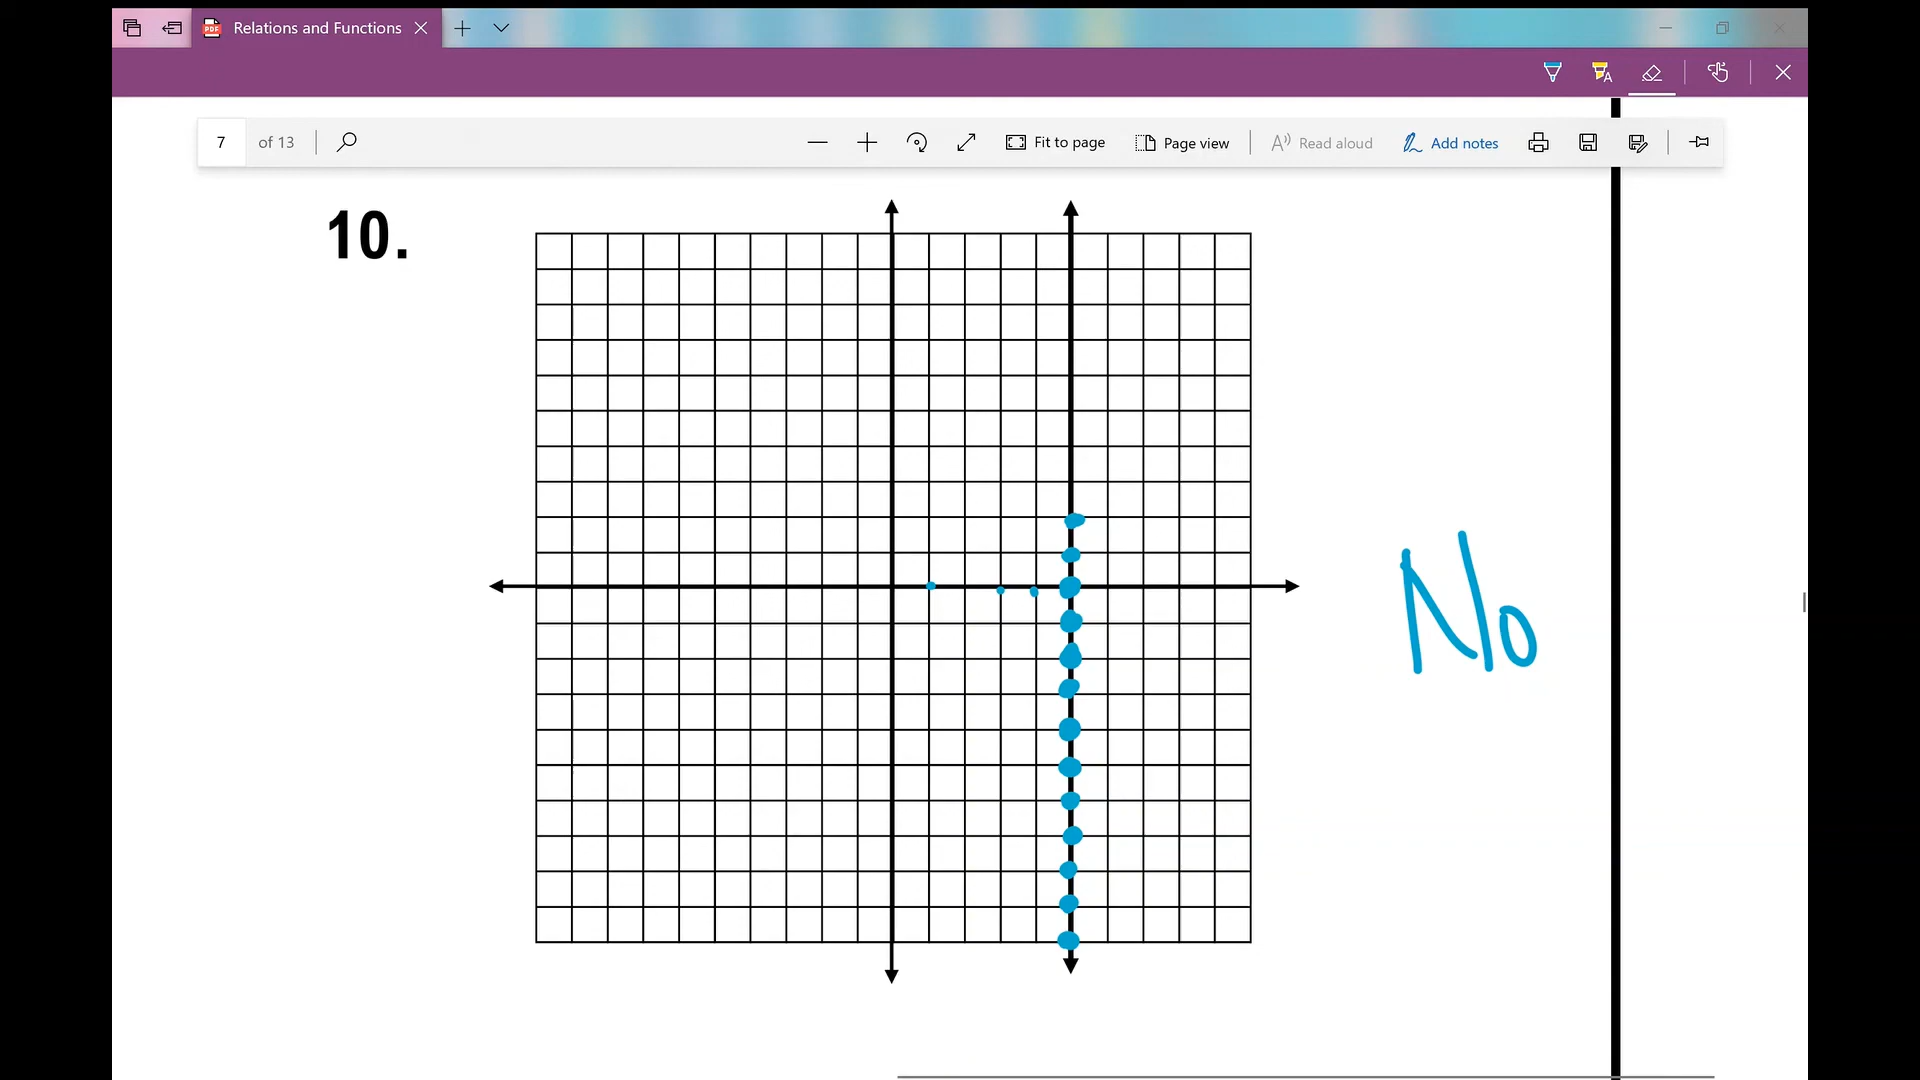 Relations and Functions
7 of 13 Fit to page Page view Read aloud Add notes
10.
No